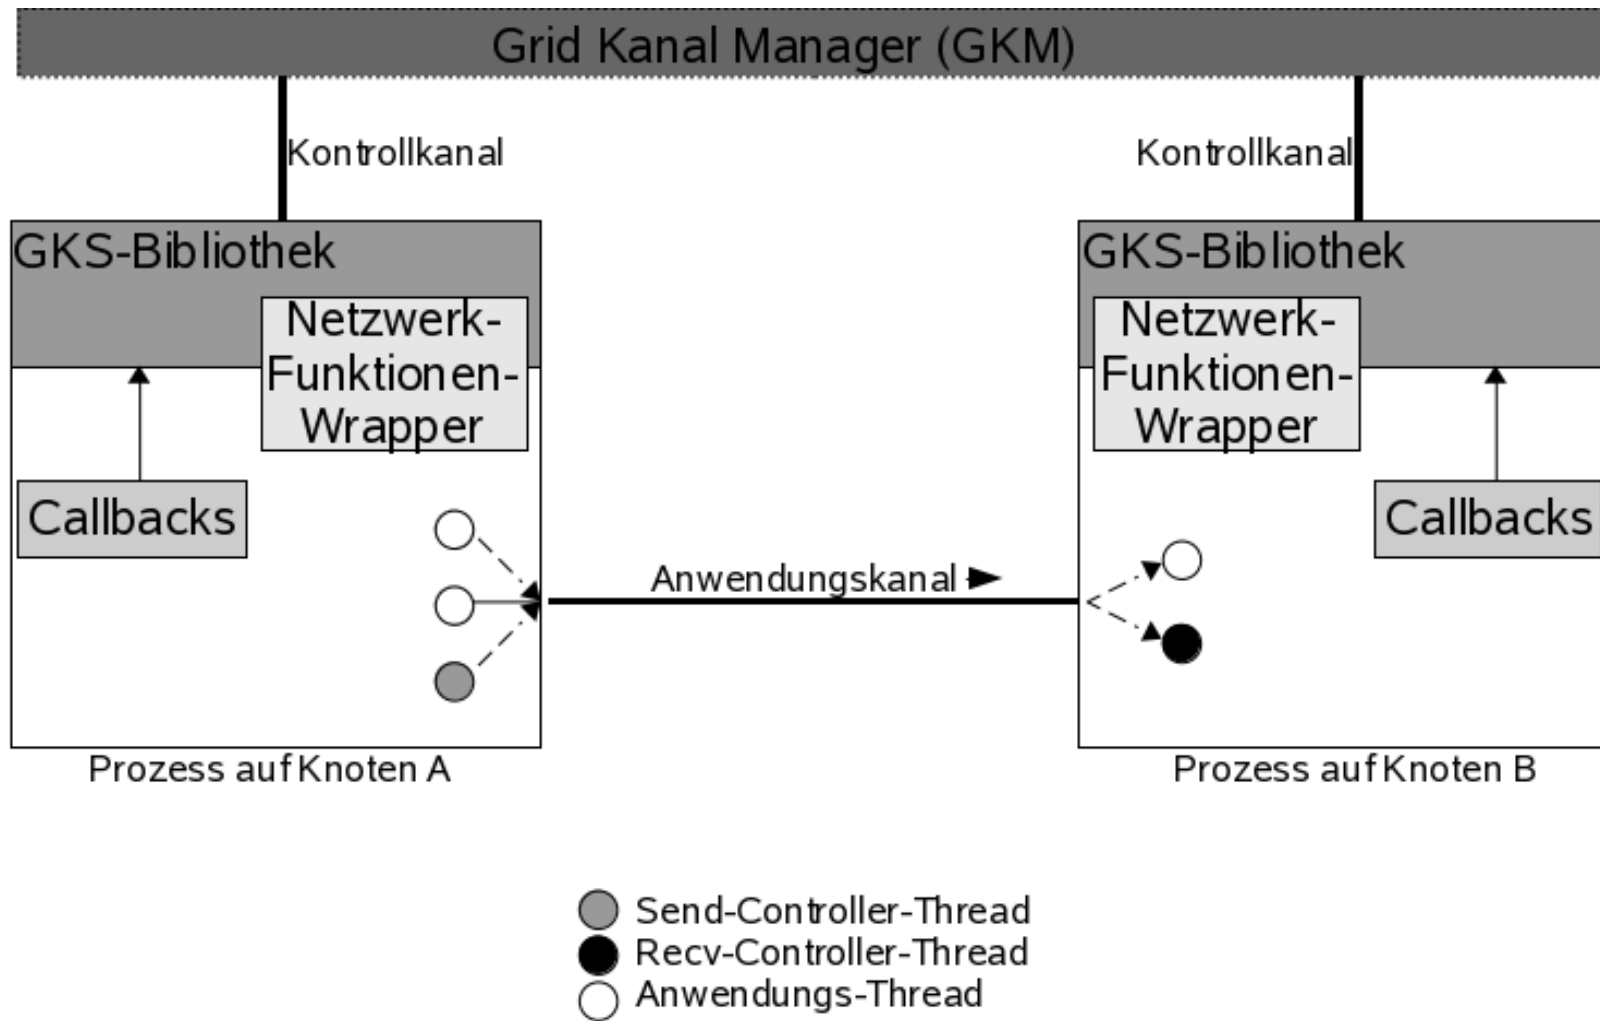 Grid Kanal Manager (GKM)
Kontrollkanal
Kontrollkanal
GKS-Bibliothek
Netzwerk-
Funktionen-
Wrapper
Callbacks
GKS-Bibliothek
Netzwerk-
Funktionen-
Wrapper
Callbacks
Anwendungskanal
Prozess auf Knoten A
Prozess auf Knoten B
Send-Controller-Thread
Recv-Controller-Thread
Anwendungs-Thread